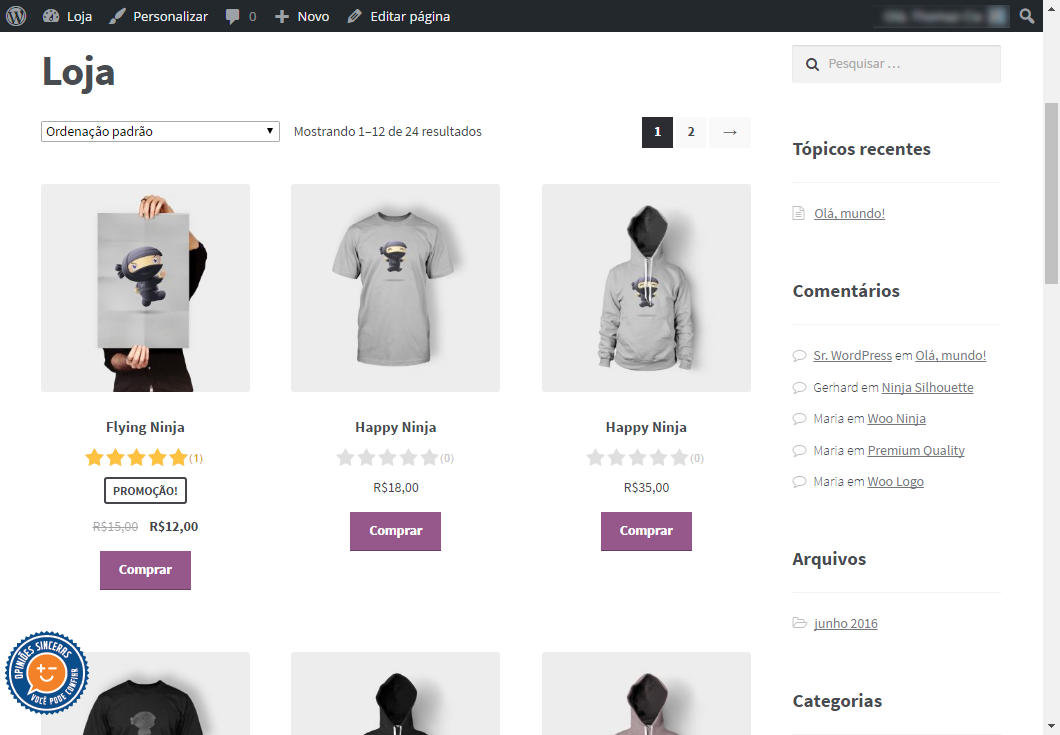 Loja
Personalizar
0
Novo
Editar página
Loja
Pesquisar …
Ordenação padrão
Mostrando 1–12 de 24 resultados
1
2
→
Flying Ninja
(1)
PROMOÇÃO!
R$15,00 R$12,00
Comprar
Happy Ninja
(0)
R$18,00
Comprar
Happy Ninja
(0)
R$35,00
Comprar
Tópicos recentes
Olá, mundo!
Comentários
Sr. WordPress em Olá, mundo!
Gerhard em Ninja Silhouette
Maria em Woo Ninja
Maria em Premium Quality
Maria em Woo Logo
Arquivos
junho 2016
Categorias
OPINIÕES SINCERAS
VOCÊ PODE CONFIAR